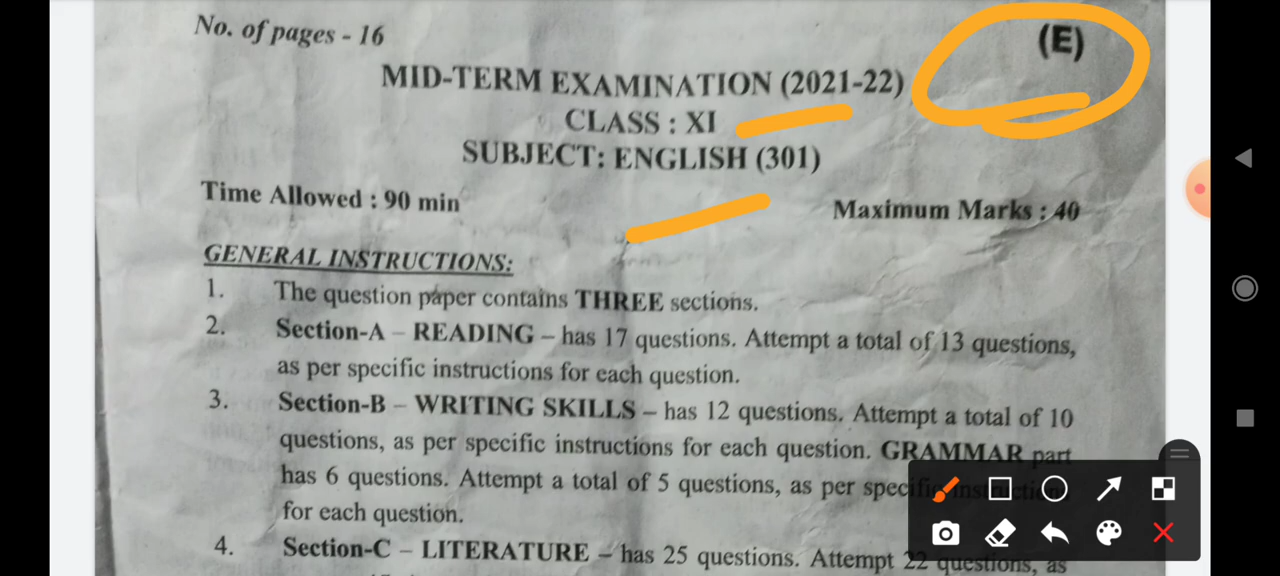 No. of pages - 16
(E)
MID-TERM EXAMINATION (2021-22)
CLASS : XI
SUBJECT: ENGLISH (301)
Time Allowed : 90 min
Maximum Marks : 40
GENERAL INSTRUCTIONS:
1. The question paper contains THREE sections.
2. Section-A – READING – has 17 questions. Attempt a total of 13 questions,
as per specific instructions for each question.
3. Section-B – WRITING SKILLS – has 12 questions. Attempt a total of 10
questions, as per specific instructions for each question. GRAMMAR part
has 6 questions. Attempt a total of 5 questions, as per
for each question.
4. Section-C – LITERATURE – has 25 questions. Attempt 22 questions, as